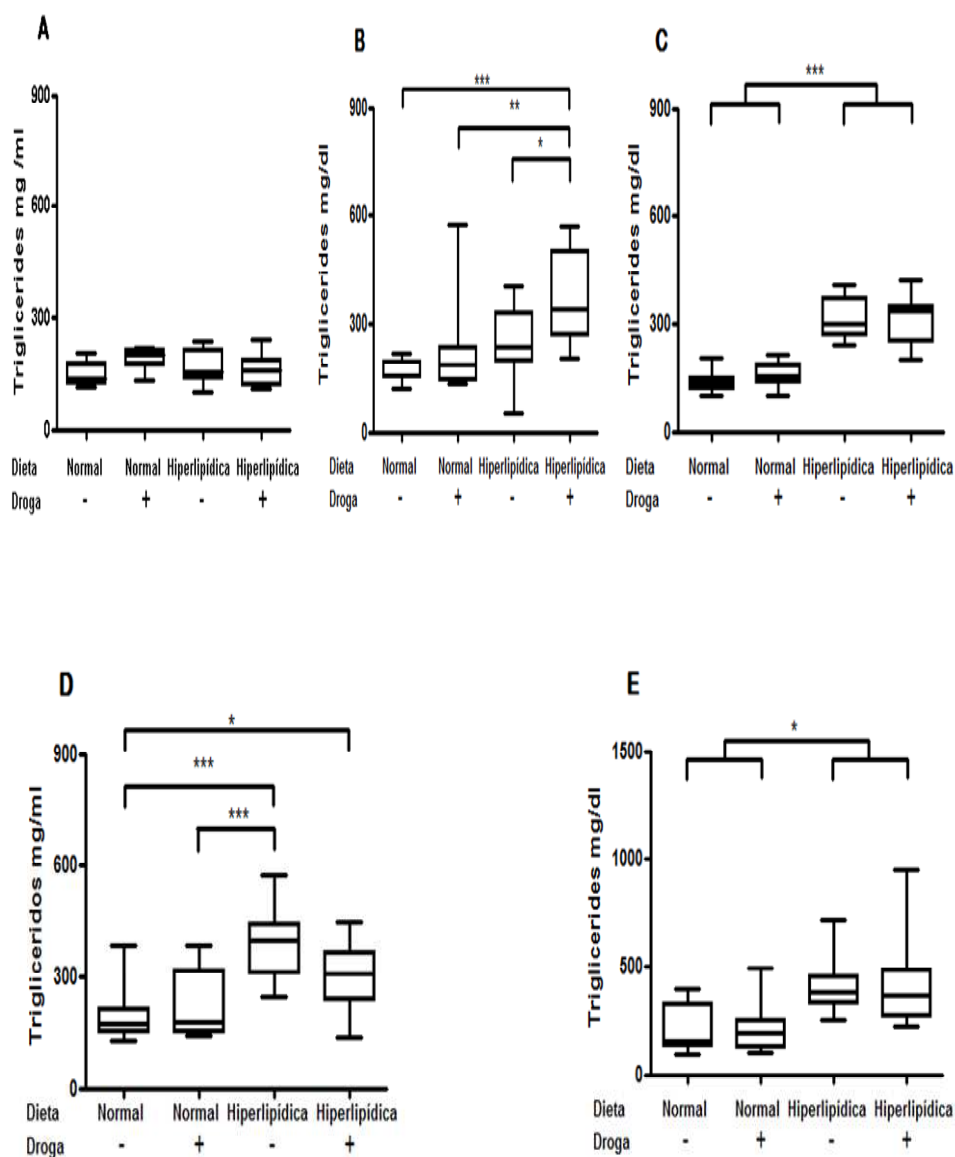 A
B
C
Triglicerides mg /ml
900
600
300
0
Dieta Normal Normal Hiperlipídica Hiperlipídica
Droga - + - +
Triglicerides mg/dl
900
600
300
0
***
**
*
Dieta Normal Normal Hiperlipídica Hiperlipídica
Droga - + - +
Triglicerides mg/dl
900
600
300
0
***
Dieta Normal Normal Hiperlipídica Hiperlipídica
Droga - + - +
D
E
Trigliceridos mg/ml
900
600
300
0
*
***
***
Dieta Normal Normal Hiperlipídica Hiperlipídica
Droga - + - +
Triglicerides mg/dl
1500
1000
500
0
*
Dieta Normal Normal Hiperlipídica Hiperlipídica
Droga - + - +